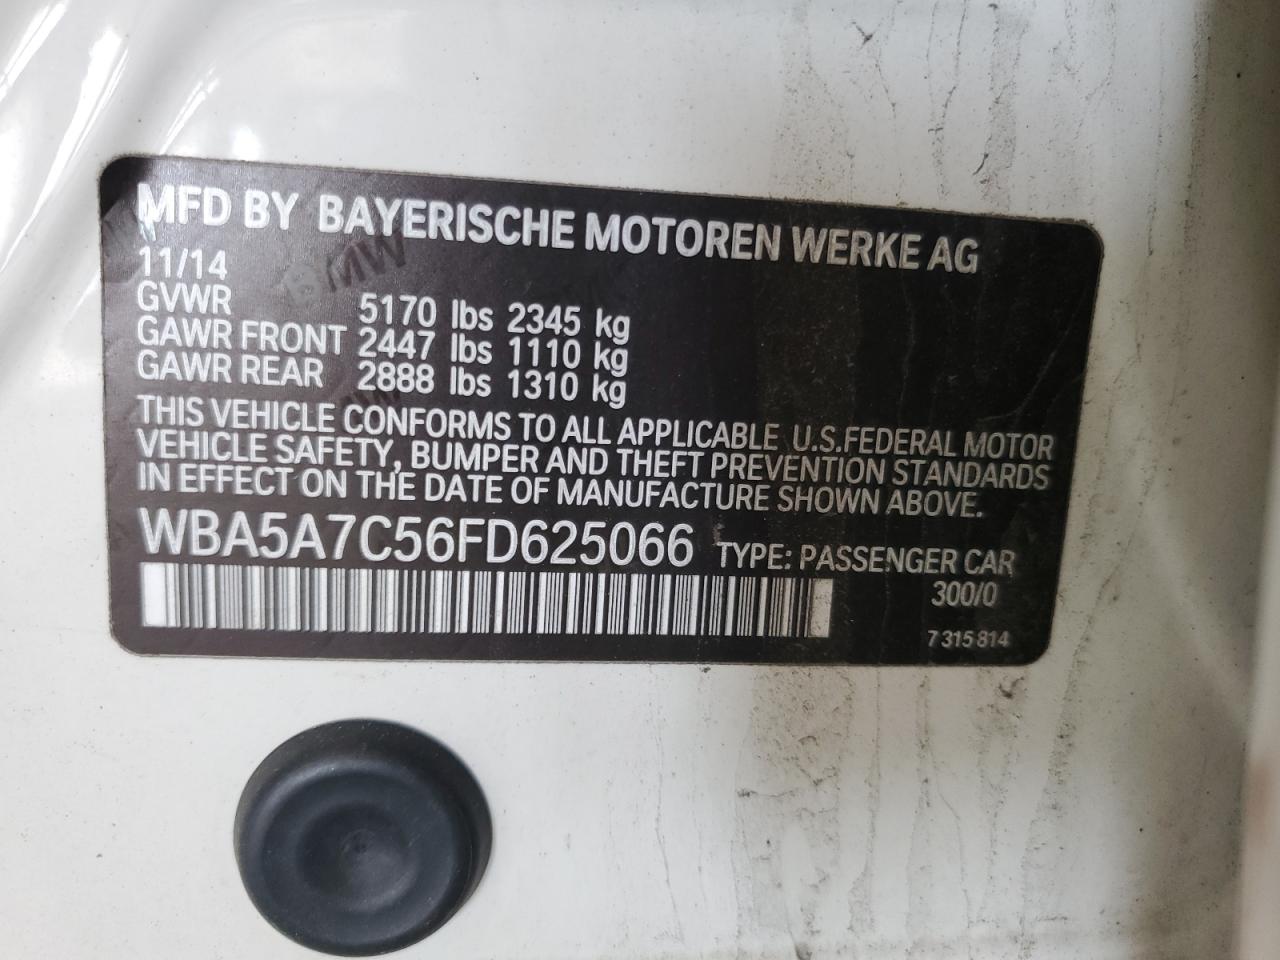 MFD BY BAYERISCHE MOTOREN WERKE AG
11/14
GVWR 5170 lbs 2345 kg
GAWR FRONT 2447 lbs 1110 kg
GAWR REAR 2888 lbs 1310 kg
THIS VEHICLE CONFORMS TO ALL APPLICABLE U.S.FEDERAL MOTOR
VEHICLE SAFETY, BUMPER AND THEFT PREVENTION STANDARDS
IN EFFECT ON THE DATE OF MANUFACTURE SHOWN ABOVE.
WBA5A7C56FD625066 TYPE: PASSENGER CAR
300/0
7 315 814
BMW